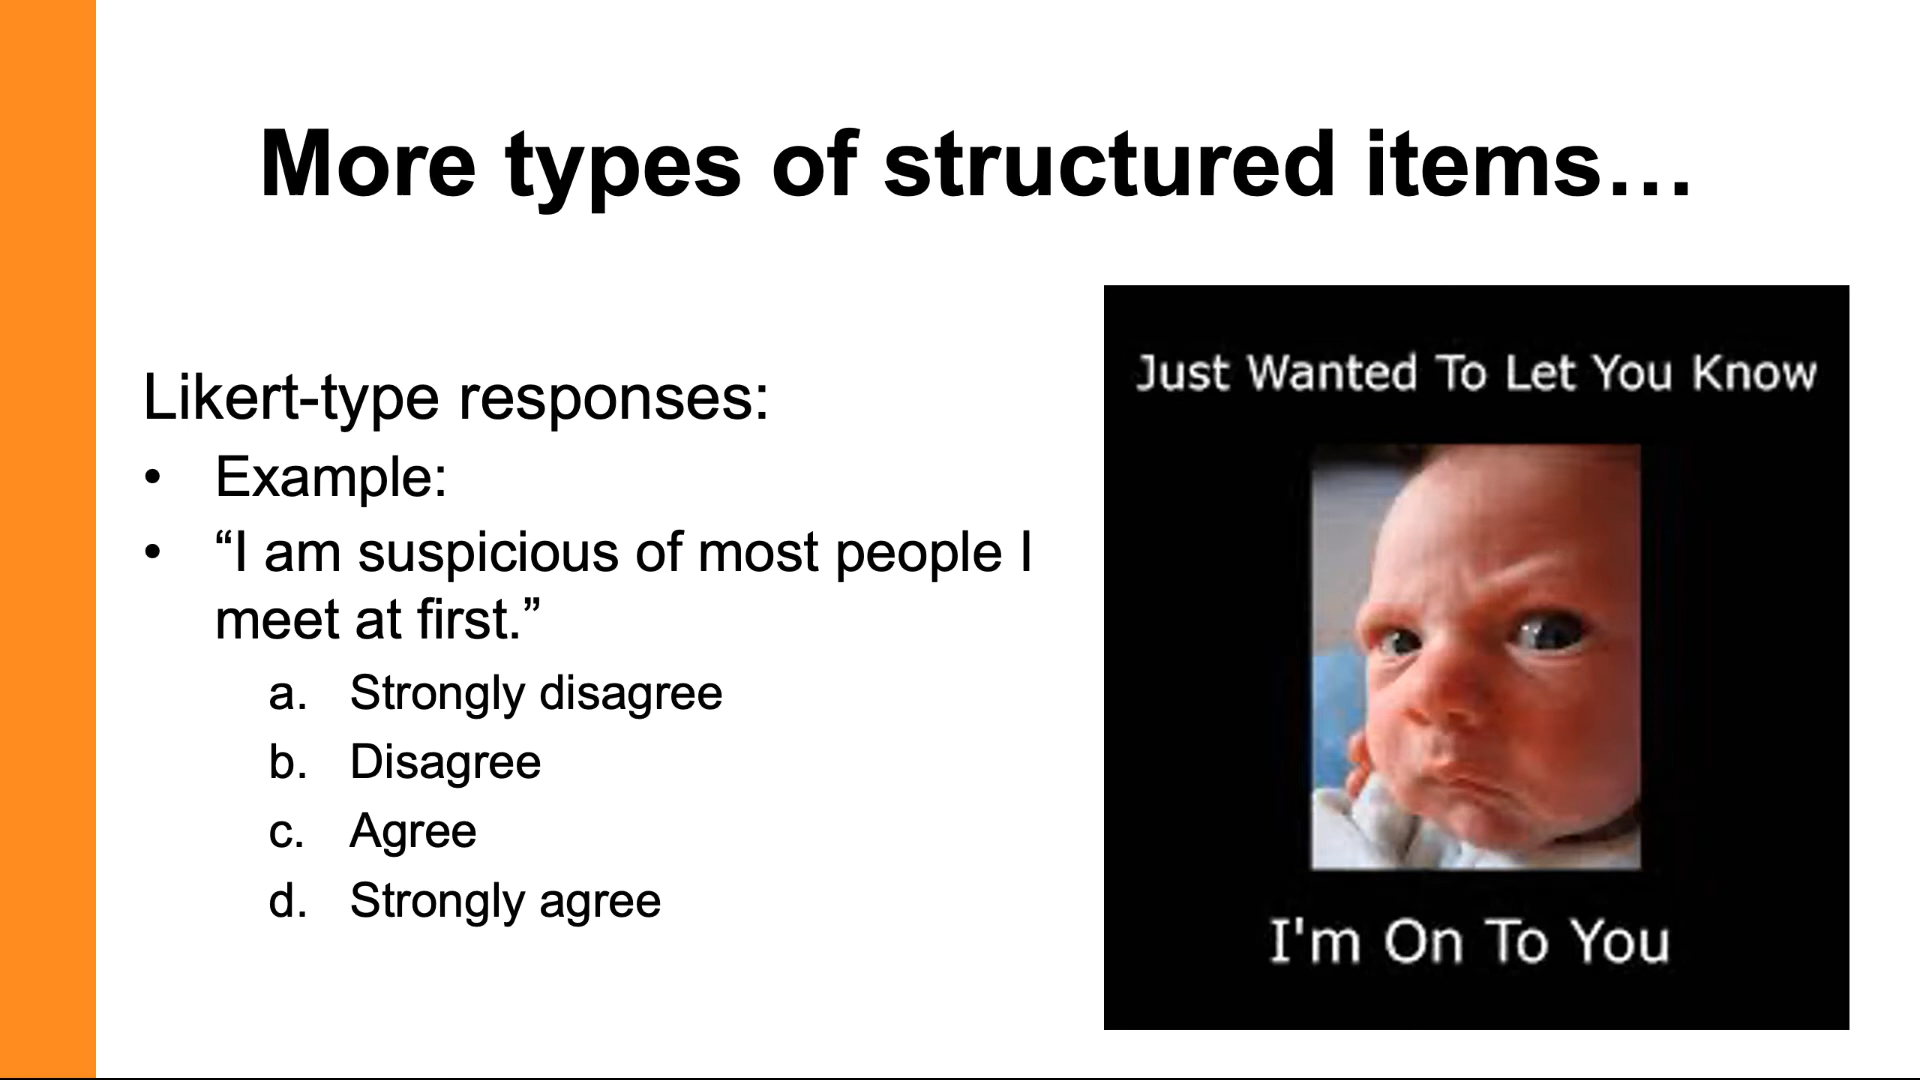 More types of structured items…
Likert-type responses:
• Example:
• “I am suspicious of most people I
meet at first.”
a. Strongly disagree
b. Disagree
c. Agree
d. Strongly agree
Just Wanted To Let You Know
I'm On To You